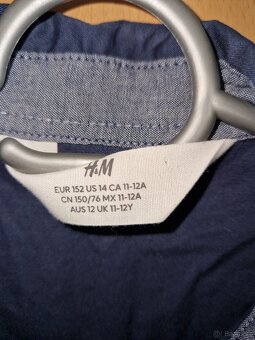 H&M
EUR 152 US 14 CA 11-12A
CN 150/76 MX 11-12A
AUS 12 UK 11-12Y